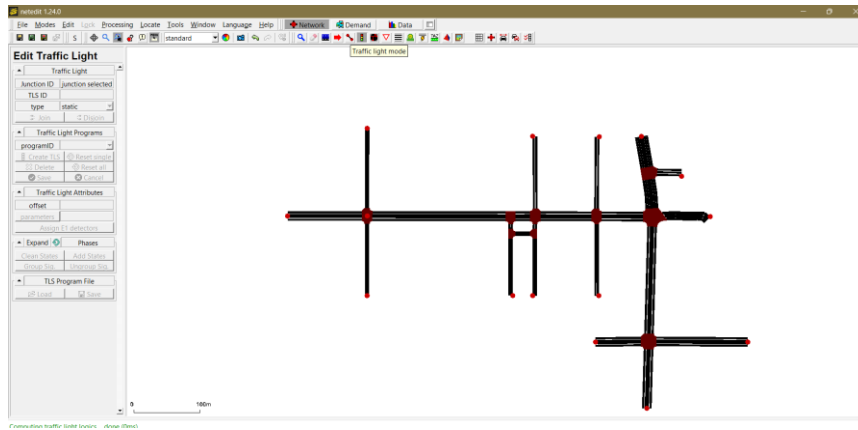 netedit 1.24.0
File Modes Edit Lock Processing Locate Tools Window Language Help Network Demand Data
S standard
Traffic light mode
Edit Traffic Light
Traffic Light
Junction ID junction selected
TLS ID
type static
Join Disjoin
Traffic Light Programs
programID
Create TLS Reset single
Delete Reset all
Save Cancel
Traffic Light Attributes
offset
parameters
Assign E1 detectors
Expand Phases
Clean States Add States
Group Sig. Ungroup Sig.
TLS Program File
Load Save
0 100m
Computing traffic light logics... done (0ms)